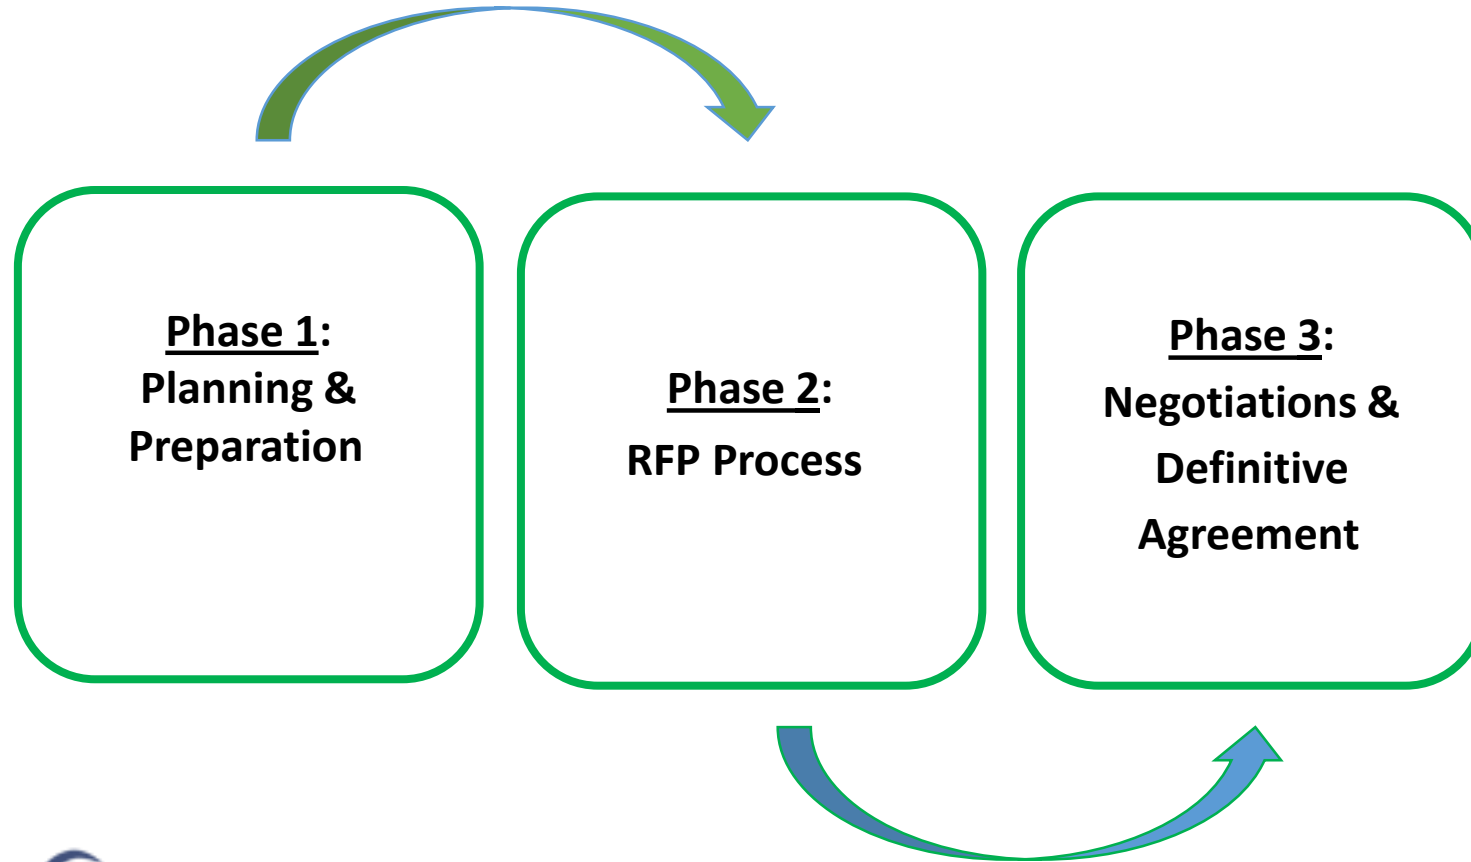 Phase 1:
Planning &
Preparation
Phase 2:
RFP Process
Phase 3:
Negotiations &
Definitive
Agreement